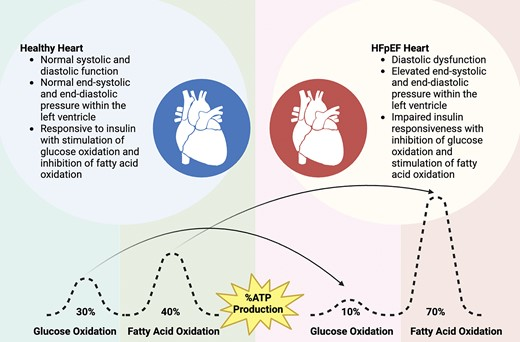 Healthy Heart
• Normal systolic and
diastolic function
• Normal end-systolic
and end-diastolic
pressure within the
left ventricle
• Responsive to insulin
with stimulation of
glucose oxidation and
inhibition of fatty acid
oxidation
HFpEF Heart
• Diastolic dysfunction
• Elevated end-systolic
and end-diastolic
pressure within the
left ventricle
• Impaired insulin
responsiveness with
inhibition of glucose
oxidation and
stimulation of fatty
acid oxidation
30%
40%
%ATP
Production
10%
70%
Glucose Oxidation
Fatty Acid Oxidation
Glucose Oxidation
Fatty Acid Oxidation